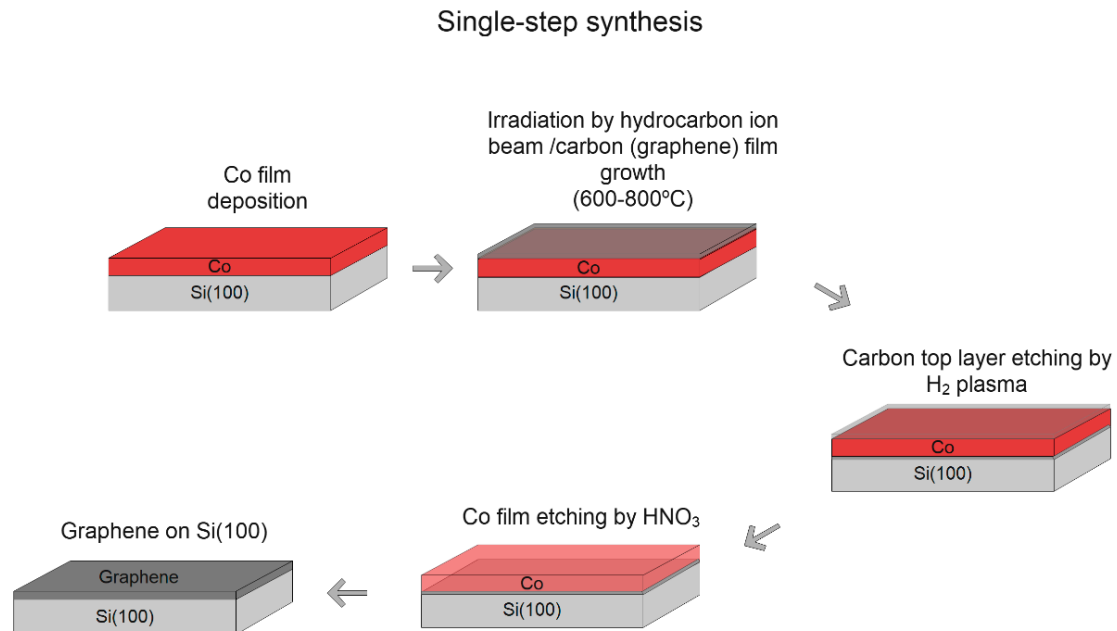 Single-step synthesis
Co film
deposition
Co
Si(100)
Irradiation by hydrocarbon ion
beam /carbon (graphene) film
growth
(600-800ºC)
Co
Si(100)
Carbon top layer etching by
H₂ plasma
Co
Si(100)
Co film etching by HNO₃
Co
Si(100)
Graphene on Si(100)
Graphene
Si(100)